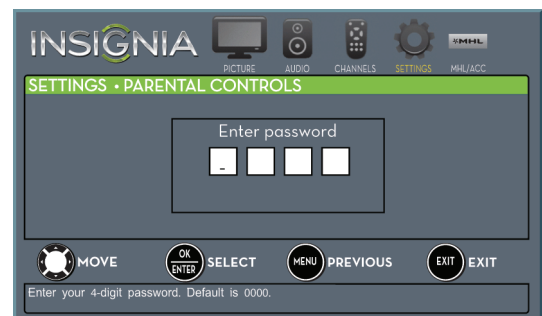 INSIGNIA
PICTURE AUDIO CHANNELS SETTINGS MHL/ACC
MHL
SETTINGS • PARENTAL CONTROLS
Enter password
_
MOVE OK ENTER SELECT MENU PREVIOUS EXIT EXIT
Enter your 4-digit password. Default is 0000.